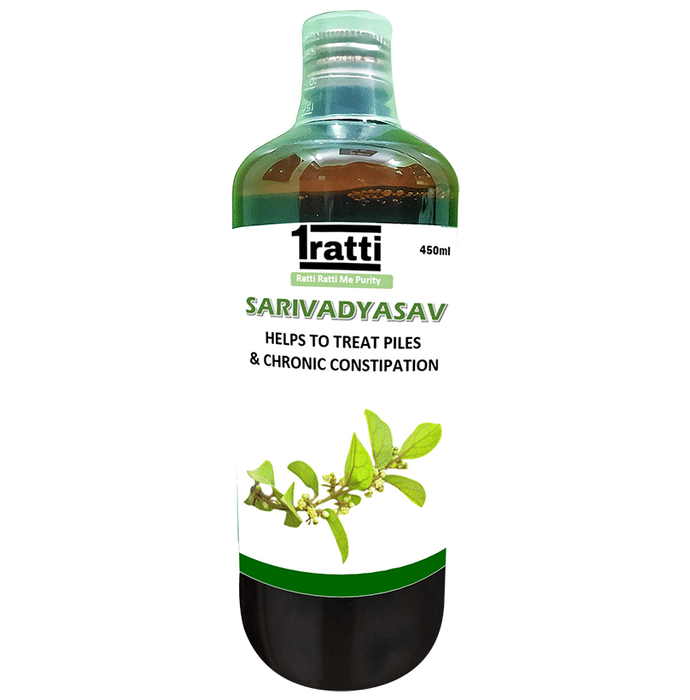 1ratti
450ml
Ratti Ratti Me Purity
SARIVADYASAV
HELPS TO TREAT PILES
& CHRONIC CONSTIPATION